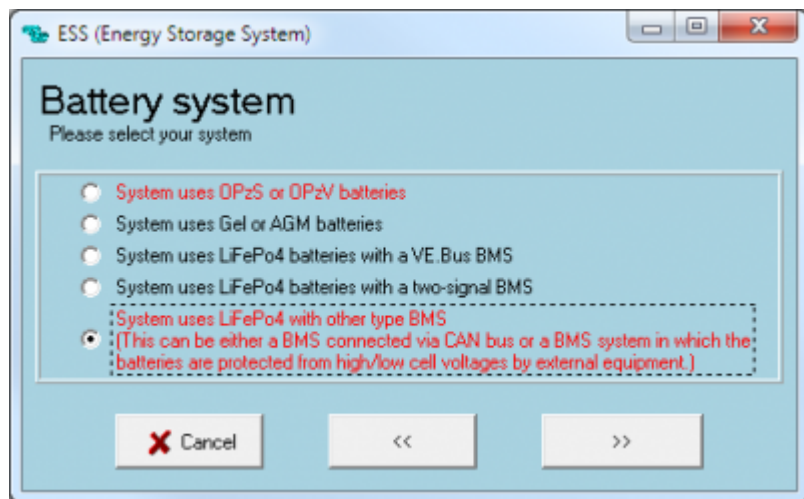 ESS (Energy Storage System)
Battery system
Please select your system
System uses OPzS or OPzV batteries
System uses Gel or AGM batteries
System uses LiFePo4 batteries with a VE.Bus BMS
System uses LiFePo4 batteries with a two-signal BMS
System uses LiFePo4 with other type BMS
(This can be either a BMS connected via CAN bus or a BMS system in which the
batteries are protected from high/low cell voltages by external equipment.)
Cancel
<<
>>